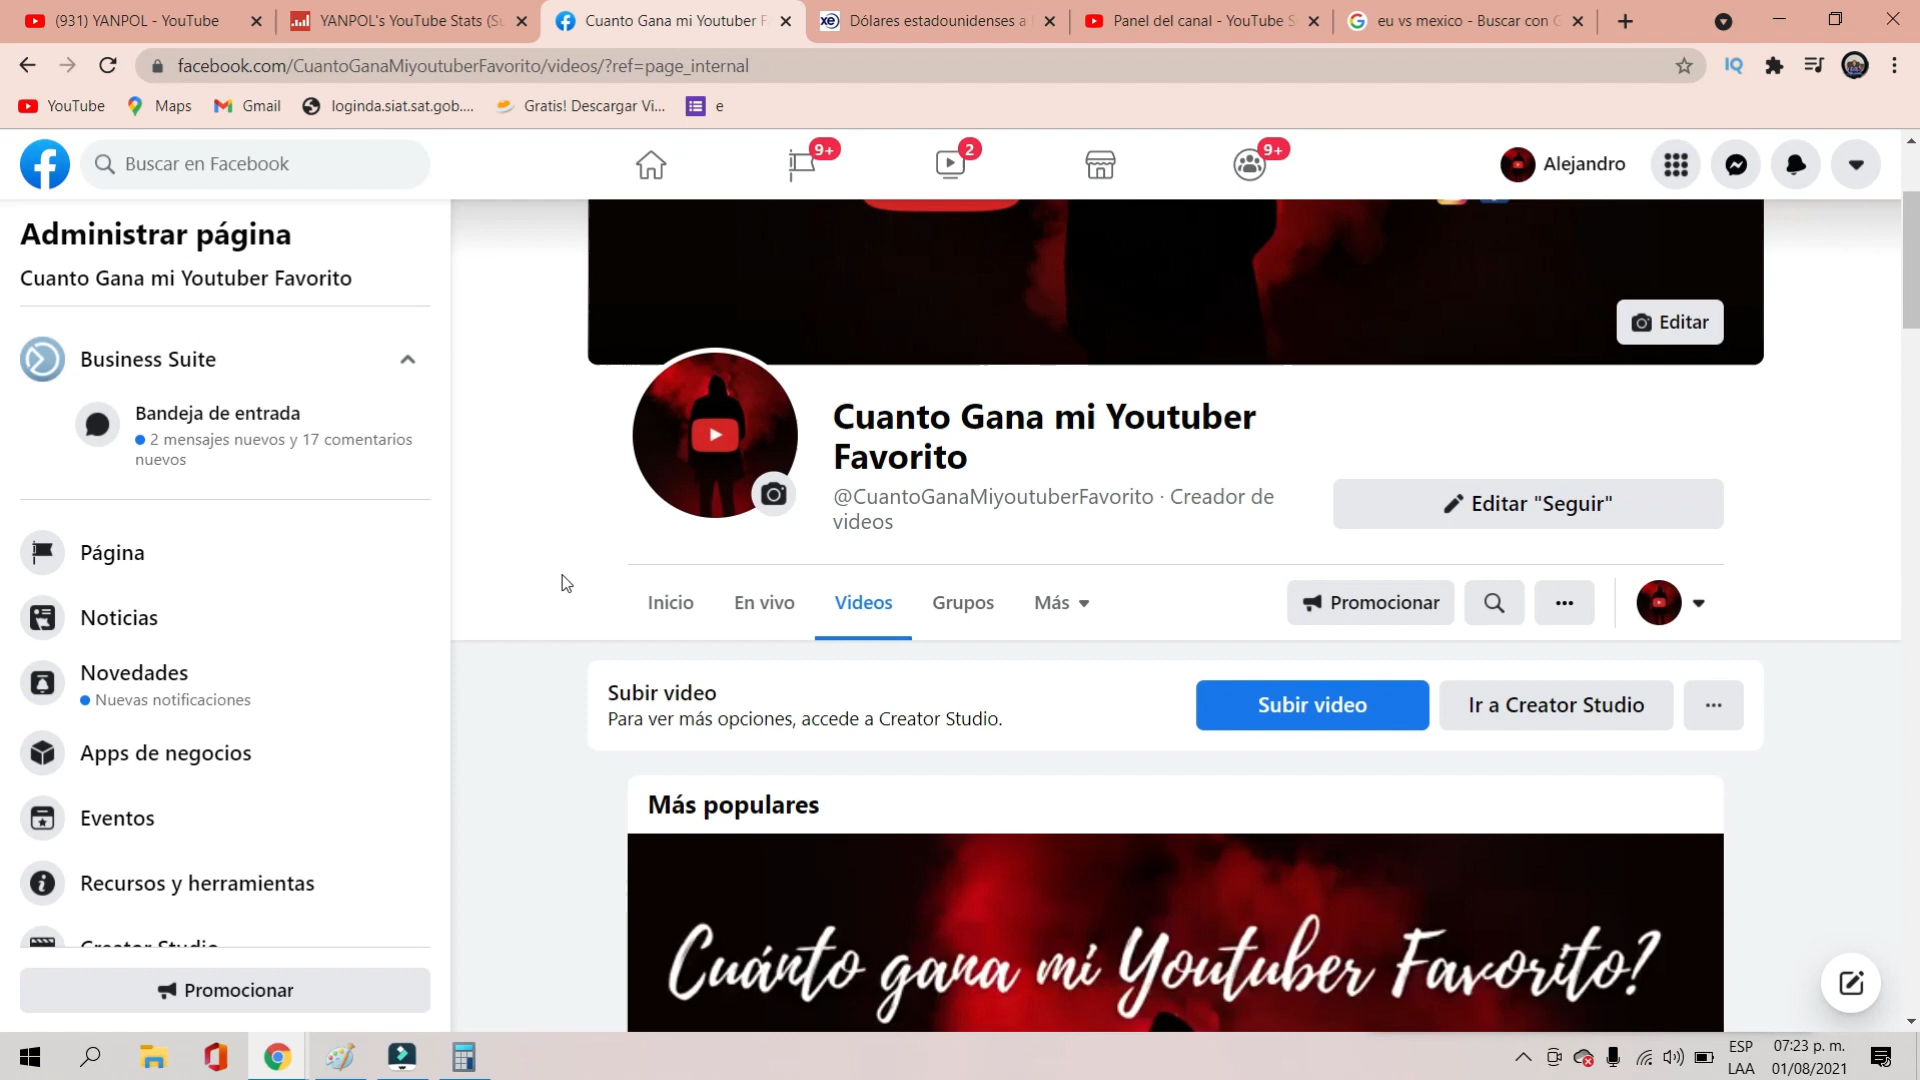 (931) YANPOL - YouTube
YANPOL's YouTube Stats (Su
Cuanto Gana mi Youtuber F
Dólares estadounidenses a
Panel del canal - YouTube S
eu vs mexico - Buscar con G
facebook.com/CuantoGanaMiyoutuberFavorito/videos/?ref=page_internal
IQ
YouTube
Maps
Gmail
loginda.siat.sat.gob....
Gratis! Descargar Vi...
e
Buscar en Facebook
9+
2
9+
Alejandro
Administrar página
Cuanto Gana mi Youtuber Favorito
Business Suite
Bandeja de entrada
2 mensajes nuevos y 17 comentarios
nuevos
Página
Noticias
Novedades
Nuevas notificaciones
Apps de negocios
Eventos
Recursos y herramientas
Creator Studio
Promocionar
Editar
Cuanto Gana mi Youtuber
Favorito
@CuantoGanaMiyoutuberFavorito · Creador de
videos
Editar "Seguir"
Inicio
En vivo
Videos
Grupos
Más
Promocionar
Subir video
Para ver más opciones, accede a Creator Studio.
Subir video
Ir a Creator Studio
Más populares
Cuánto gana mi Youtuber Favorito?
ESP
LAA
07:23 p. m.
01/08/2021